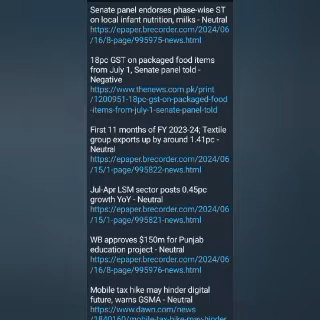 Senate panel endorses phase-wise ST
on local infant nutrition, milks - Neutral
https://epaper.brecorder.com/2024/06
/16/8-page/995975-news.html
18pc GST on packaged food items
from July 1, Senate panel told -
Negative
https://www.thenews.com.pk/print
/1200951-18pc-gst-on-packaged-food
-items-from-july-1-senate-panel-told
First 11 months of FY 2023-24; Textile
group exports up by around 1.41pc -
Neutral
https://epaper.brecorder.com/2024/06
/15/1-page/995822-news.html
Jul-Apr LSM sector posts 0.45pc
growth YoY - Neutral
https://epaper.brecorder.com/2024/06
/15/1-page/995821-news.html
WB approves $150m for Punjab
education project - Neutral
https://epaper.brecorder.com/2024/06
/16/8-page/995976-news.html
Mobile tax hike may hinder digital
future, warns GSMA - Neutral
https://www.dawn.com/news
/1840160/mobile-tax-hike-may-hinder